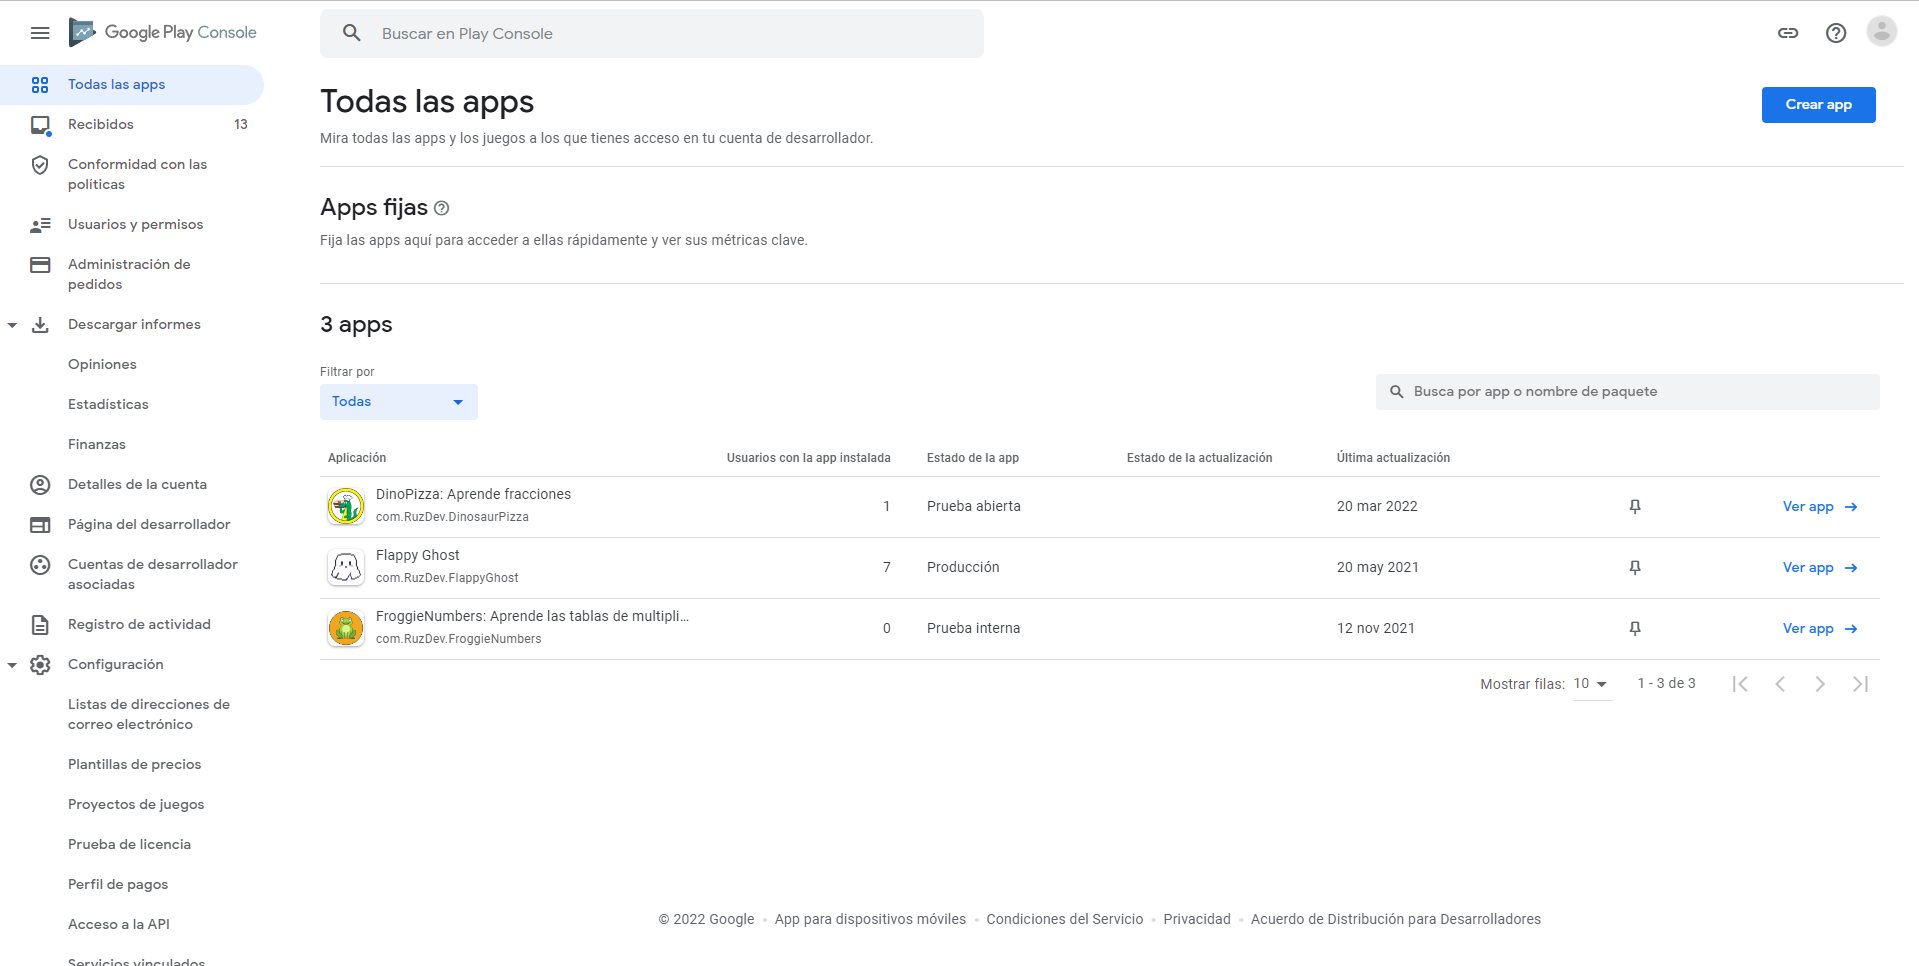 Google Play Console
Buscar en Play Console
Todas las apps
Recibidos 13
Conformidad con las
políticas
Usuarios y permisos
Administración de
pedidos
Descargar informes
Opiniones
Estadísticas
Finanzas
Detalles de la cuenta
Página del desarrollador
Cuentas de desarrollador
asociadas
Registro de actividad
Configuración
Listas de direcciones de
correo electrónico
Plantillas de precios
Proyectos de juegos
Prueba de licencia
Perfil de pagos
Acceso a la API
Servicios vinculados
Todas las apps
Crear app
Mira todas las apps y los juegos a los que tienes acceso en tu cuenta de desarrollador.
Apps fijas
Fija las apps aquí para acceder a ellas rápidamente y ver sus métricas clave.
3 apps
Filtrar por
Todas
Busca por app o nombre de paquete
Aplicación Usuarios con la app instalada Estado de la app Estado de la actualización Última actualización
DinoPizza: Aprende fracciones
com.RuzDev.DinosaurPizza
1 Prueba abierta 20 mar 2022 Ver app
Flappy Ghost
com.RuzDev.FlappyGhost
7 Producción 20 may 2021 Ver app
FroggieNumbers: Aprende las tablas de multipli...
com.RuzDev.FroggieNumbers
0 Prueba interna 12 nov 2021 Ver app
Mostrar filas: 10 1 - 3 de 3
© 2022 Google · App para dispositivos móviles · Condiciones del Servicio · Privacidad · Acuerdo de Distribución para Desarrolladores